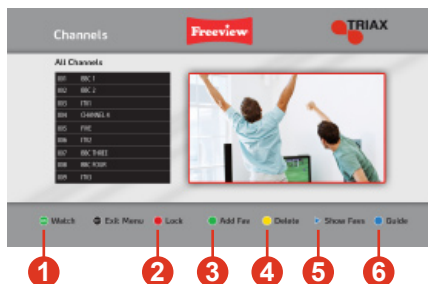 Channels
Freeview
TRIAX
All Channels
001 BBC 1
002 BBC 2
003 ITV1
004 CHANNEL 4
005 FIVE
006 ITV2
007 BBC THREE
008 BBC FOUR
009 ITV3
Watch Exit Menu Lock Add Fav Delete Show Favs Guide
1 2 3 4 5 6